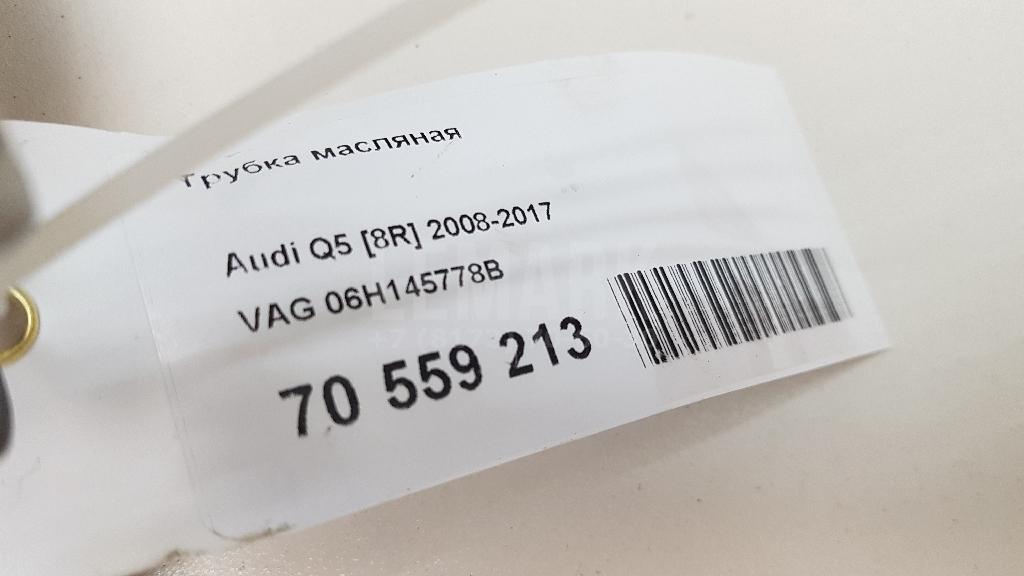 Трубка масляная
Audi Q5 [8R] 2008-2017
VAG 06H145778B
70 559 213